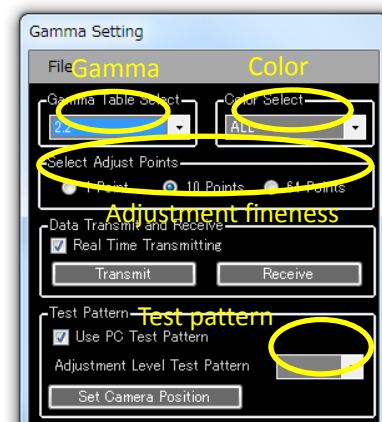 Gamma Setting
File Gamma Color
Gamma Table Select Color Select
2.2 ALL
Select Adjust Points
1 Point 10 Points 64 Points
Adjustment fineness
Data Transmit and Receive
Real Time Transmitting
Transmit Receive
Test Pattern Test pattern
Use PC Test Pattern
Adjustment Level Test Pattern
Set Camera Position